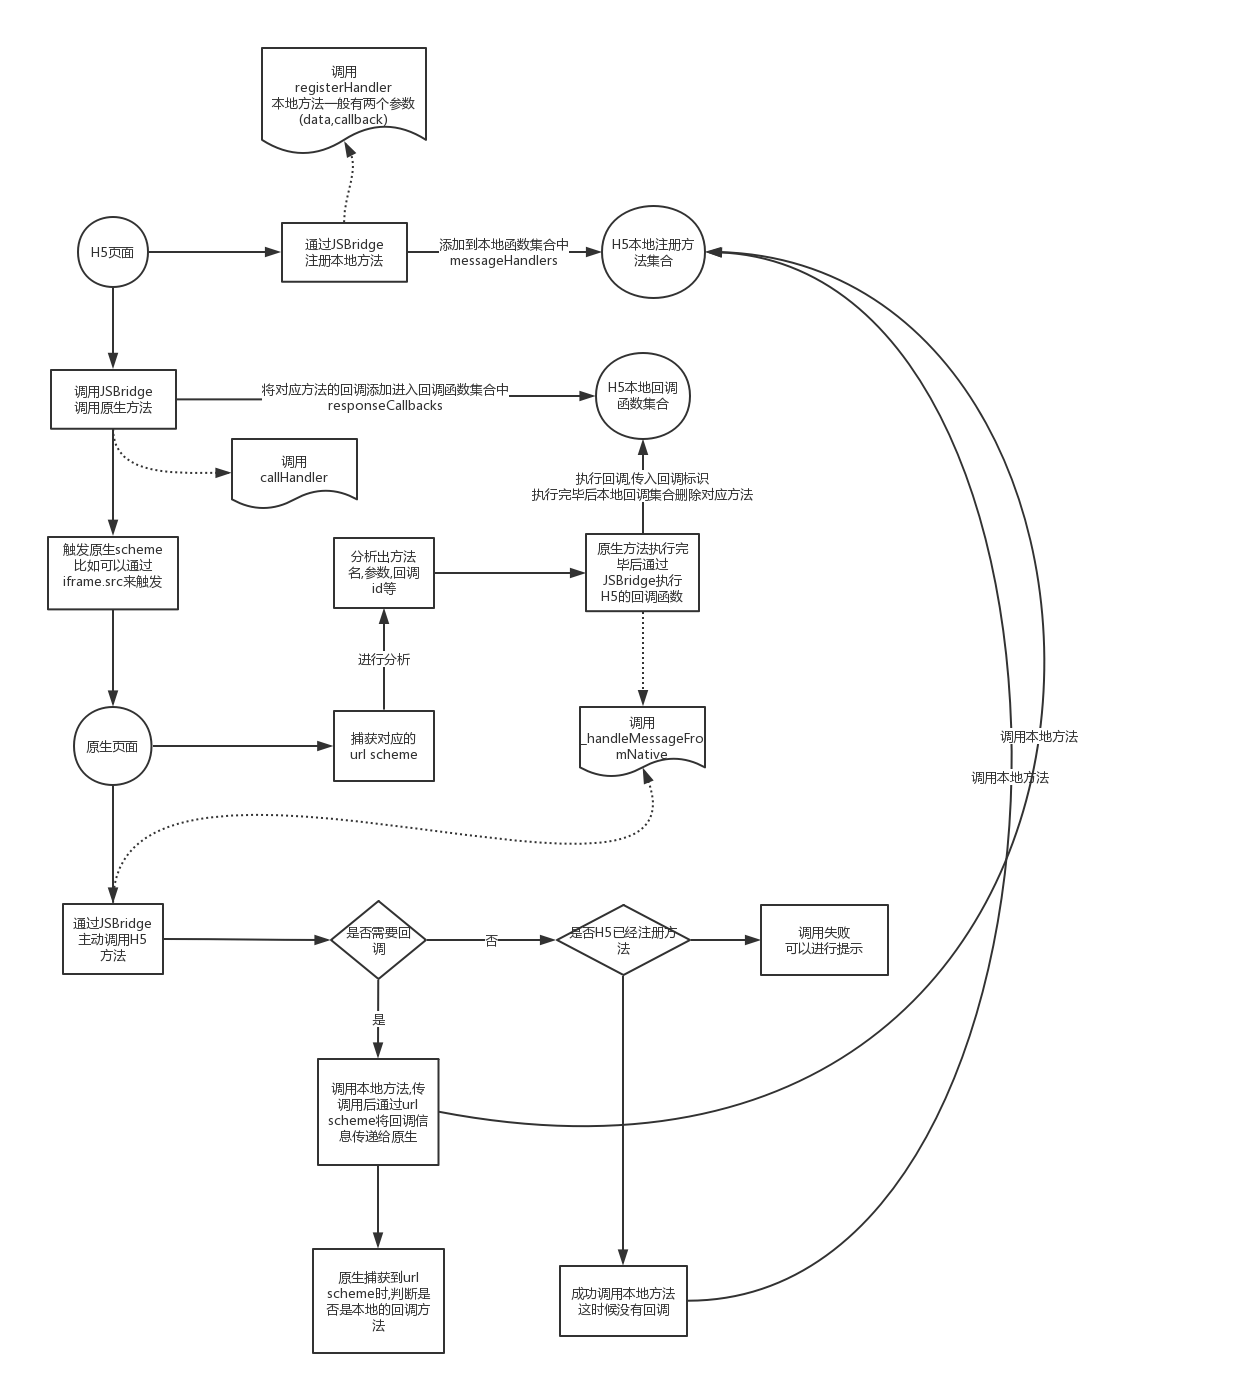 调用
registerHandler
本地方法一般有两个参数
(data,callback)
H5页面
通过JSBridge
注册本地方法
添加到本地函数集合中
messageHandlers
H5本地注册方
法集合
调用JSBridge
调用原生方法
将对应方法的回调添加进入回调函数集合中
responseCallbacks
H5本地回调
函数集合
调用
callHandler
执行回调,传入回调标识
执行完毕后本地回调集合删除对应方法
触发原生scheme
比如可以通过
iframe.src来触发
分析出方法
名,参数,回调
id等
原生方法执行完
毕后通过
JSBridge执行
H5的回调函数
进行分析
原生页面
捕获对应的
url scheme
调用
_handleMessageFro
mNative
调用本地方法
调用本地方法
通过JSBridge
主动调用H5
方法
是否需要回
调
否
是否H5已经注册方
法
调用失败
可以进行提示
是
调用本地方法,传
调用后通过url
scheme将回调信
息传递给原生
原生捕获到url
scheme时,判断是
否是本地的回调方
法
成功调用本地方法
这时候没有回调